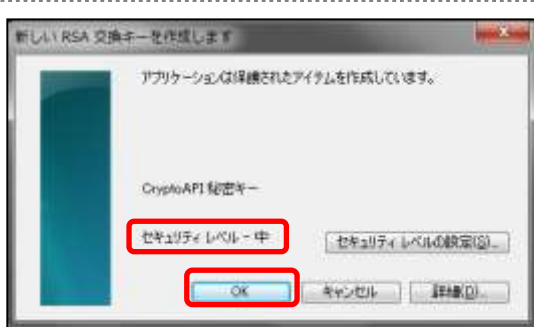 新しい RSA 交換キーを作成します
アプリケーションは保護されたアイテムを作成しています。
CryptoAPI 秘密キー
セキュリティ レベル - 中
セキュリティ レベルの設定(S)...
OK
キャンセル
詳細(D)...